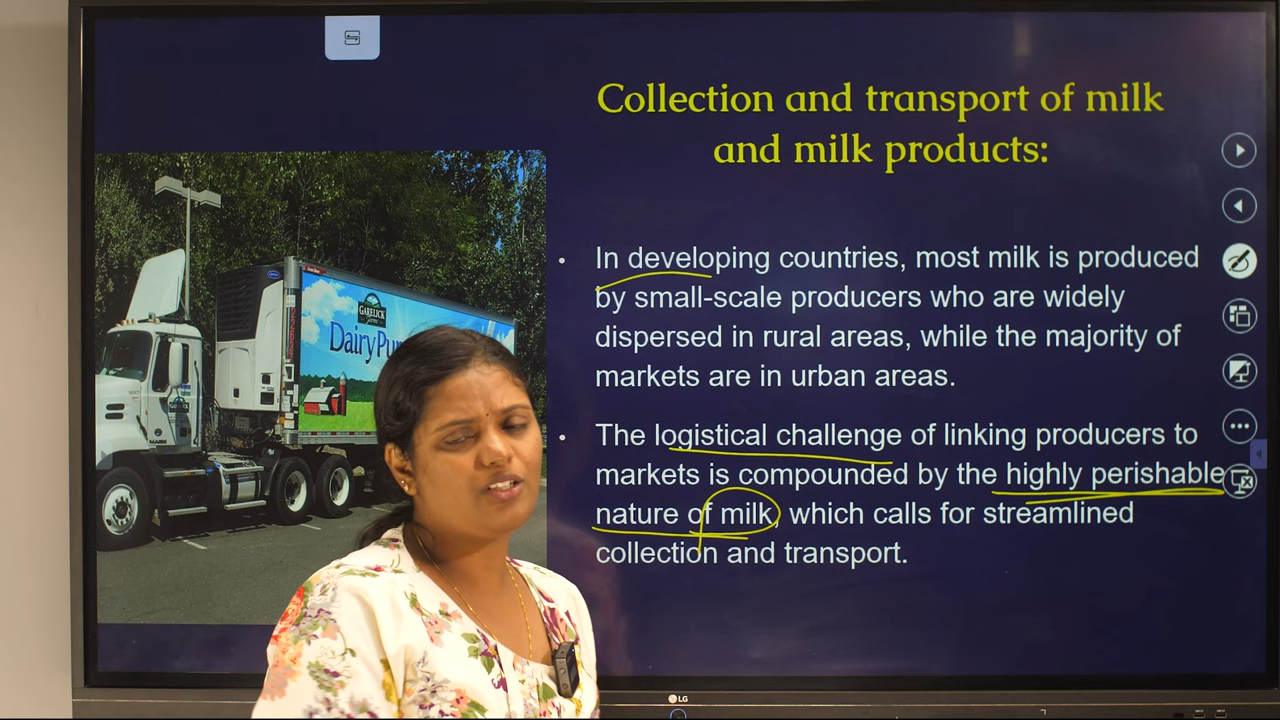 Collection and transport of milk
and milk products:
GARELICK
Farms
In developing countries, most milk is produced
by small-scale producers who are widely
dispersed in rural areas, while the majority of
markets are in urban areas.
The logistical challenge of linking producers to
markets is compounded by the highly perishable
nature of milk, which calls for streamlined
collection and transport.
LG